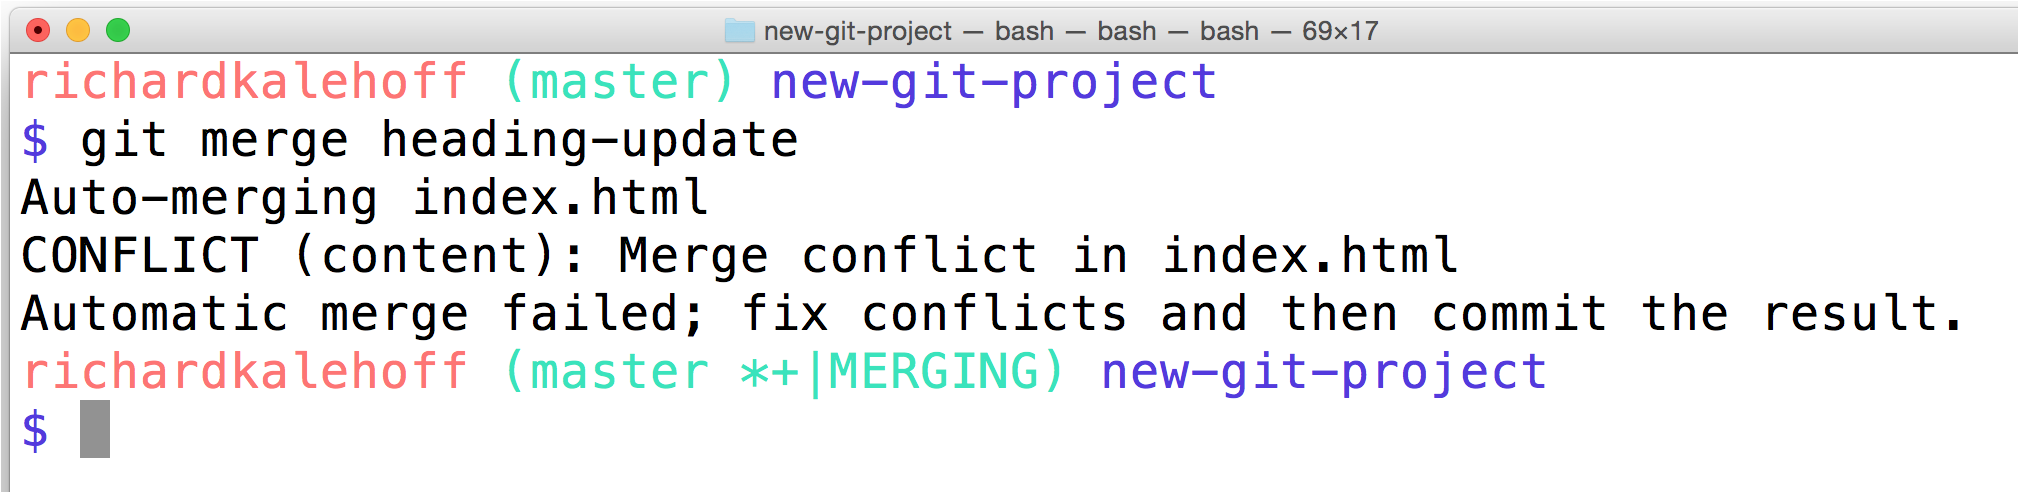 new-git-project — bash — bash — bash — 69×17
richardkalehoff (master) new-git-project
$ git merge heading-update
Auto-merging index.html
CONFLICT (content): Merge conflict in index.html
Automatic merge failed; fix conflicts and then commit the result.
richardkalehoff (master *+|MERGING) new-git-project
$